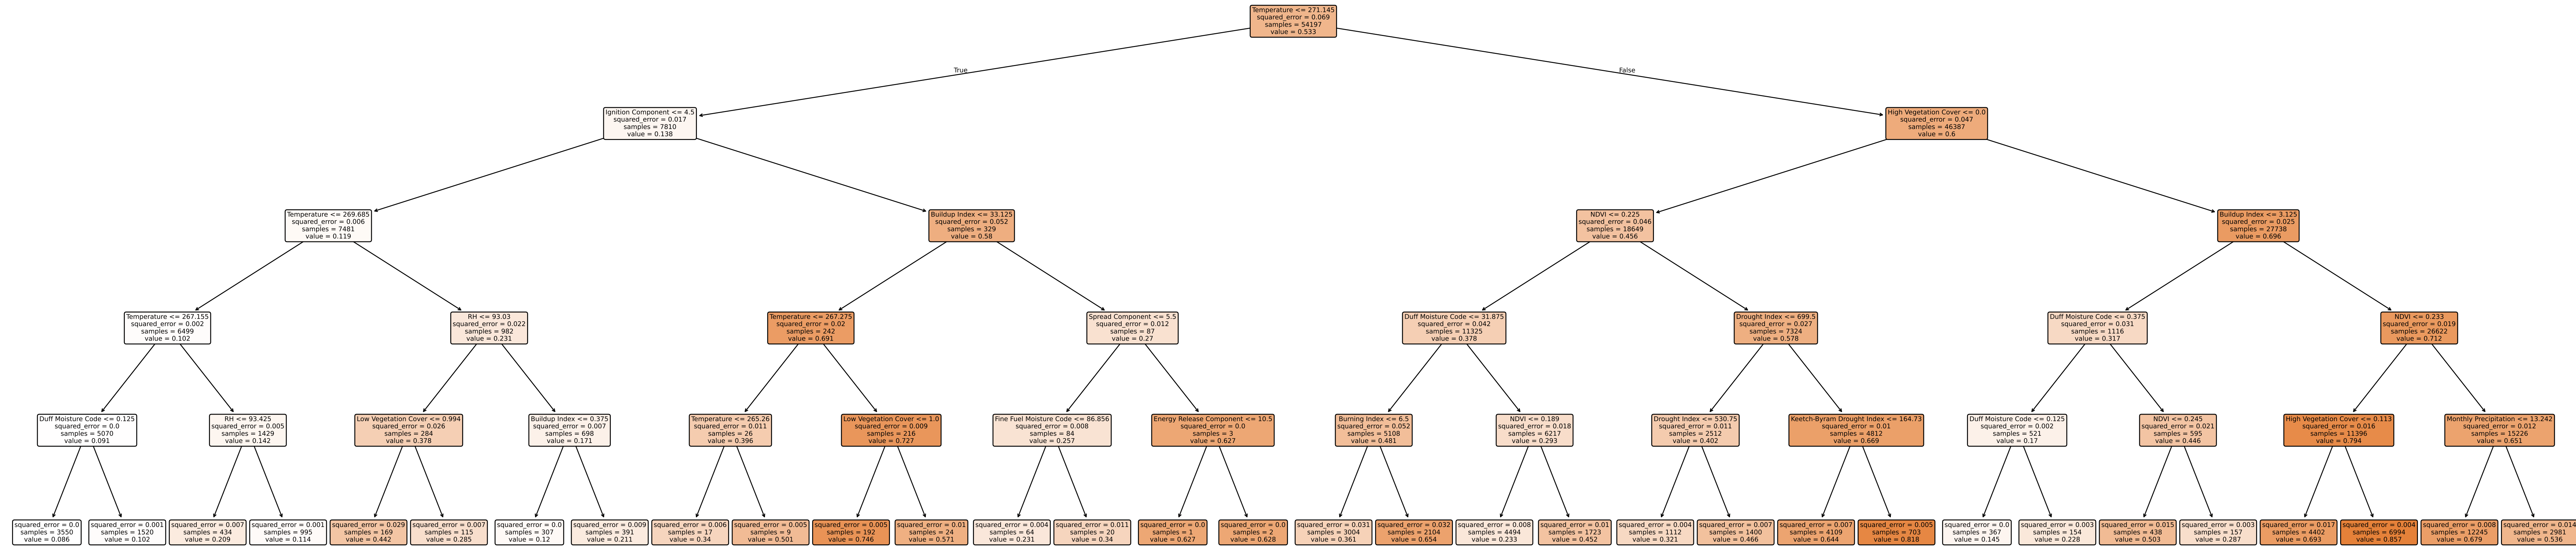 Temperature <= 271.145
squared_error = 0.069
samples = 54197
value = 0.533
True
False
Ignition Component <= 4.5
squared_error = 0.017
samples = 7810
value = 0.138
High Vegetation Cover <= 0.0
squared_error = 0.047
samples = 46387
value = 0.6
Temperature <= 269.685
squared_error = 0.006
samples = 7481
value = 0.119
Buildup Index <= 33.125
squared_error = 0.052
samples = 329
value = 0.58
NDVI <= 0.225
squared_error = 0.046
samples = 18649
value = 0.456
Buildup Index <= 3.125
squared_error = 0.025
samples = 27738
value = 0.696
Temperature <= 267.155
squared_error = 0.002
samples = 6499
value = 0.102
RH <= 93.03
squared_error = 0.022
samples = 982
value = 0.231
Temperature <= 267.275
squared_error = 0.02
samples = 242
value = 0.691
Spread Component <= 5.5
squared_error = 0.012
samples = 87
value = 0.27
Duff Moisture Code <= 31.875
squared_error = 0.042
samples = 11325
value = 0.378
Drought Index <= 699.5
squared_error = 0.027
samples = 7324
value = 0.578
Duff Moisture Code <= 0.375
squared_error = 0.031
samples = 1116
value = 0.317
NDVI <= 0.233
squared_error = 0.019
samples = 26622
value = 0.712
Duff Moisture Code <= 0.125
squared_error = 0.0
samples = 5070
value = 0.091
RH <= 93.425
squared_error = 0.005
samples = 1429
value = 0.142
Low Vegetation Cover <= 0.994
squared_error = 0.026
samples = 284
value = 0.378
Buildup Index <= 0.375
squared_error = 0.007
samples = 698
value = 0.171
Temperature <= 265.26
squared_error = 0.011
samples = 26
value = 0.396
Low Vegetation Cover <= 1.0
squared_error = 0.009
samples = 216
value = 0.727
Fine Fuel Moisture Code <= 86.856
squared_error = 0.008
samples = 84
value = 0.257
Energy Release Component <= 10.5
squared_error = 0.0
samples = 3
value = 0.627
Burning Index <= 6.5
squared_error = 0.052
samples = 5108
value = 0.481
NDVI <= 0.189
squared_error = 0.018
samples = 6217
value = 0.293
Drought Index <= 530.75
squared_error = 0.011
samples = 2512
value = 0.402
Keetch-Byram Drought Index <= 164.73
squared_error = 0.01
samples = 4812
value = 0.669
Duff Moisture Code <= 0.125
squared_error = 0.002
samples = 521
value = 0.17
NDVI <= 0.245
squared_error = 0.021
samples = 595
value = 0.446
High Vegetation Cover <= 0.113
squared_error = 0.016
samples = 11396
value = 0.794
Monthly Precipitation <= 13.242
squared_error = 0.012
samples = 15226
value = 0.651
squared_error = 0.0
samples = 3550
value = 0.086
squared_error = 0.001
samples = 1520
value = 0.102
squared_error = 0.007
samples = 434
value = 0.209
squared_error = 0.001
samples = 995
value = 0.114
squared_error = 0.029
samples = 169
value = 0.442
squared_error = 0.007
samples = 115
value = 0.285
squared_error = 0.0
samples = 307
value = 0.12
squared_error = 0.009
samples = 391
value = 0.211
squared_error = 0.006
samples = 17
value = 0.34
squared_error = 0.005
samples = 9
value = 0.501
squared_error = 0.005
samples = 192
value = 0.746
squared_error = 0.01
samples = 24
value = 0.571
squared_error = 0.004
samples = 64
value = 0.231
squared_error = 0.011
samples = 20
value = 0.34
squared_error = 0.0
samples = 1
value = 0.627
squared_error = 0.0
samples = 2
value = 0.628
squared_error = 0.031
samples = 3004
value = 0.361
squared_error = 0.032
samples = 2104
value = 0.654
squared_error = 0.008
samples = 4494
value = 0.233
squared_error = 0.01
samples = 1723
value = 0.452
squared_error = 0.004
samples = 1112
value = 0.321
squared_error = 0.007
samples = 1400
value = 0.466
squared_error = 0.007
samples = 4109
value = 0.644
squared_error = 0.005
samples = 703
value = 0.818
squared_error = 0.0
samples = 367
value = 0.145
squared_error = 0.003
samples = 154
value = 0.228
squared_error = 0.015
samples = 438
value = 0.503
squared_error = 0.003
samples = 157
value = 0.287
squared_error = 0.017
samples = 4402
value = 0.693
squared_error = 0.004
samples = 6994
value = 0.857
squared_error = 0.008
samples = 12245
value = 0.679
squared_error = 0.014
samples = 2981
value = 0.536